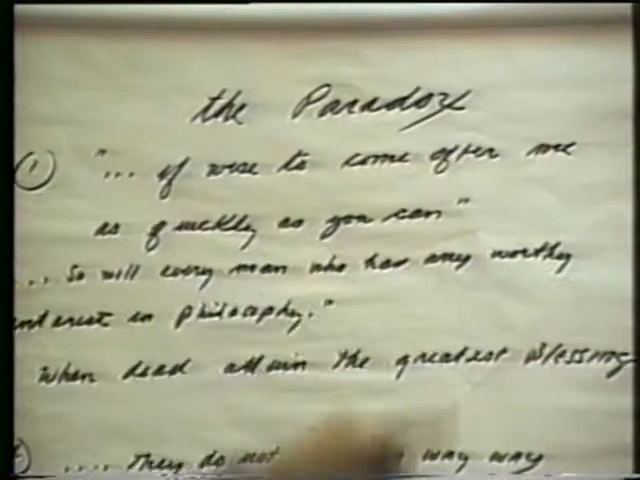 the Paradox
① "... if wise to come after me
as quickly as you can"
... So will every man who has any worthy
interest in philosophy."
When dead attain the greatest Blessing
.... They do not way way